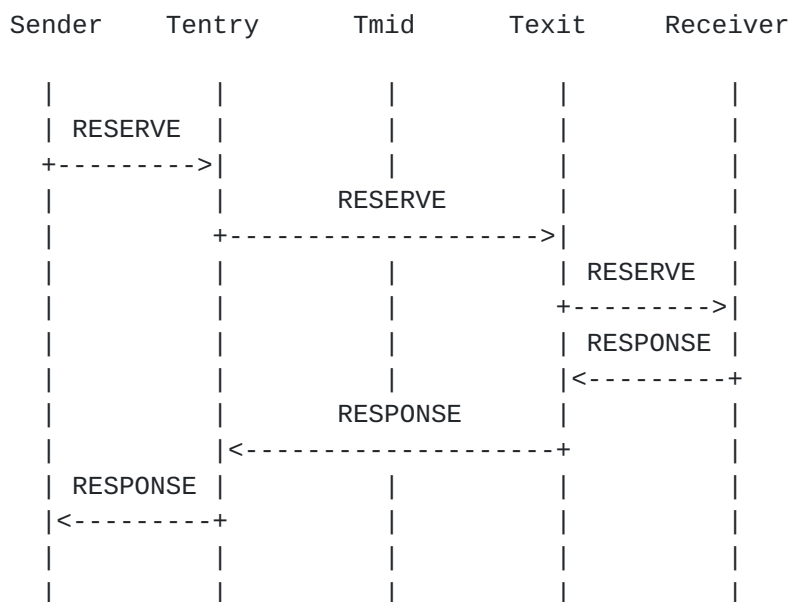 Sender Tentry Tmid Texit Receiver
RESERVE
RESERVE
RESERVE
RESPONSE
RESPONSE
RESPONSE